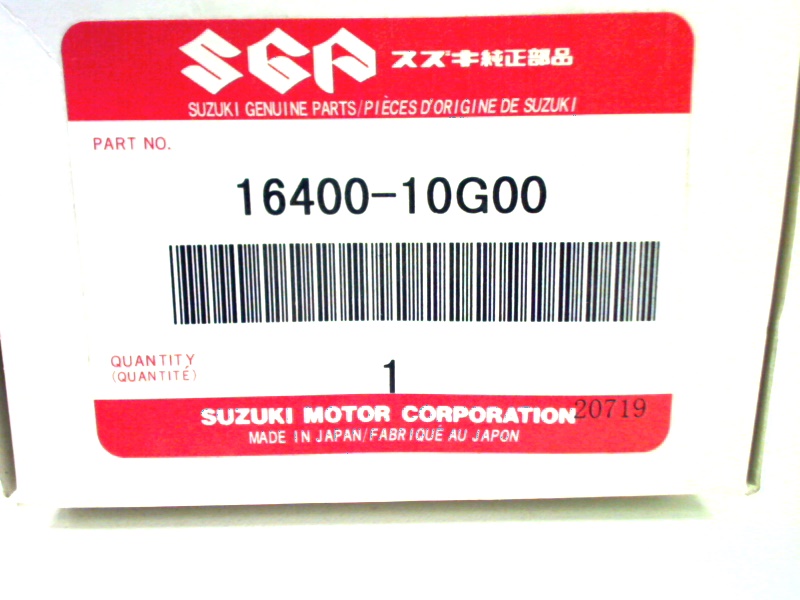 SGP スズキ純正部品
SUZUKI GENUINE PARTS/PIÈCES D'ORIGINE DE SUZUKI
PART NO.
16400-10G00
QUANTITY
(QUANTITÉ)
1
SUZUKI MOTOR CORPORATION
20719
MADE IN JAPAN/FABRIQUÉ AU JAPON